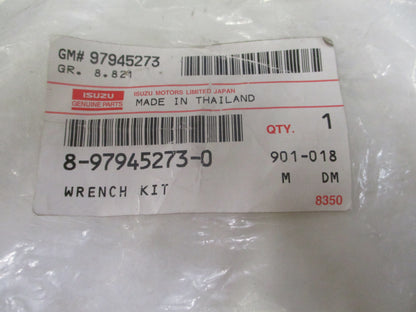 GM# 97945273
GR. 8.821
ISUZU
GENUINE PARTS
ISUZU MOTORS LIMITED JAPAN
MADE IN THAILAND
QTY. 1
8-97945273-0
901-018
WRENCH KIT
M DM
8350